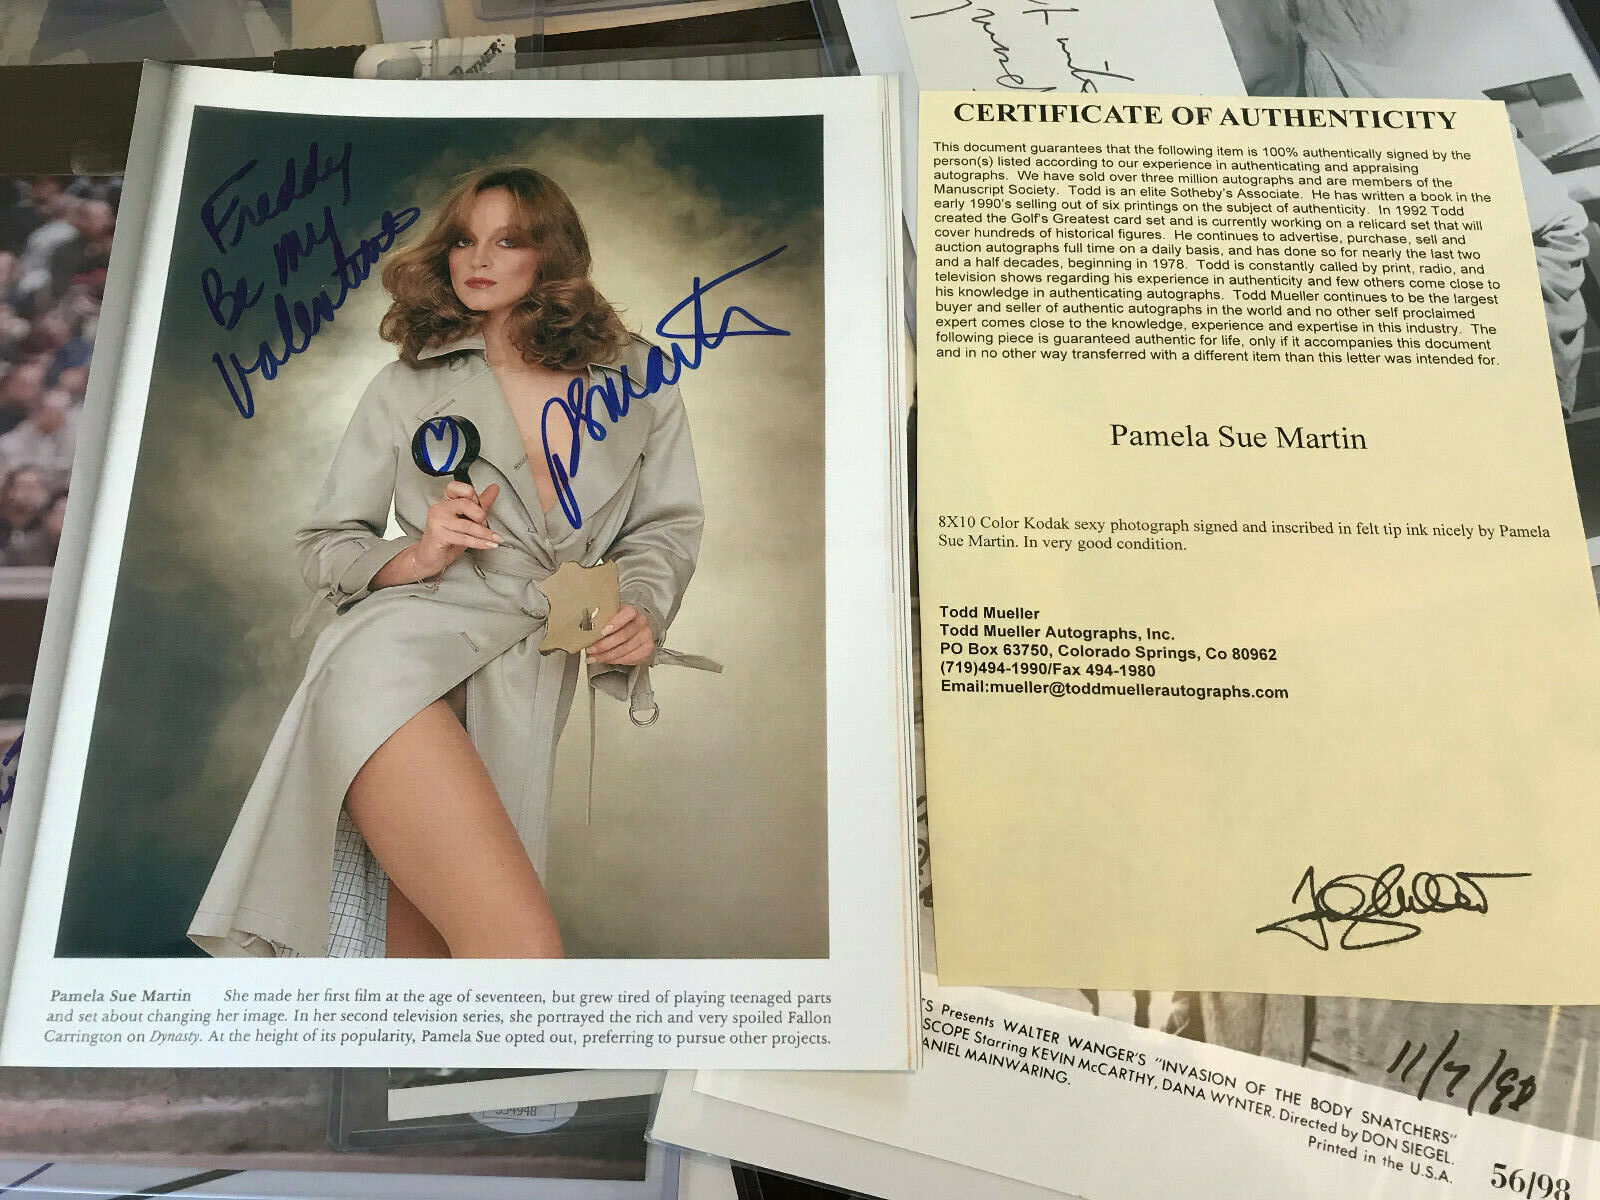 Freddy
Be my
Valentine
PSMartin
Pamela Sue Martin She made her first film at the age of seventeen, but grew tired of playing teenaged parts
and set about changing her image. In her second television series, she portrayed the rich and very spoiled Fallon
Carrington on Dynasty. At the height of its popularity, Pamela Sue opted out, preferring to pursue other projects.
CERTIFICATE OF AUTHENTICITY
This document guarantees that the following item is 100% authentically signed by the
person(s) listed according to our experience in authenticating and appraising
autographs. We have sold over three million autographs and are members of the
Manuscript Society. Todd is an elite Sotheby's Associate. He has written a book in the
early 1990's selling out of six printings on the subject of authenticity. In 1992 Todd
created the Golf's Greatest card set and is currently working on a relicard set that will
cover hundreds of historical figures. He continues to advertise, purchase, sell and
auction autographs full time on a daily basis, and has done so for nearly the last two
and a half decades, beginning in 1978. Todd is constantly called by print, radio, and
television shows regarding his experience in authenticity and few others come close to
his knowledge in authenticating autographs. Todd Mueller continues to be the largest
buyer and seller of authentic autographs in the world and no other self proclaimed
expert comes close to the knowledge, experience and expertise in this industry. The
following piece is guaranteed authentic for life, only if it accompanies this document
and in no other way transferred with a different item than this letter was intended for.
Pamela Sue Martin
8X10 Color Kodak sexy photograph signed and inscribed in felt tip ink nicely by Pamela
Sue Martin. In very good condition.
Todd Mueller
Todd Mueller Autographs, Inc.
PO Box 63750, Colorado Springs, Co 80962
(719)494-1990/Fax 494-1980
Email:mueller@toddmuellerautographs.com
Presents WALTER WANGER'S "INVASION OF THE BODY SNATCHERS"
SCOPE Starring KEVIN McCARTHY, DANA WYNTER. Directed by DON SIEGEL.
ANIEL MAINWARING.
Printed in the U.S.A.
56/98